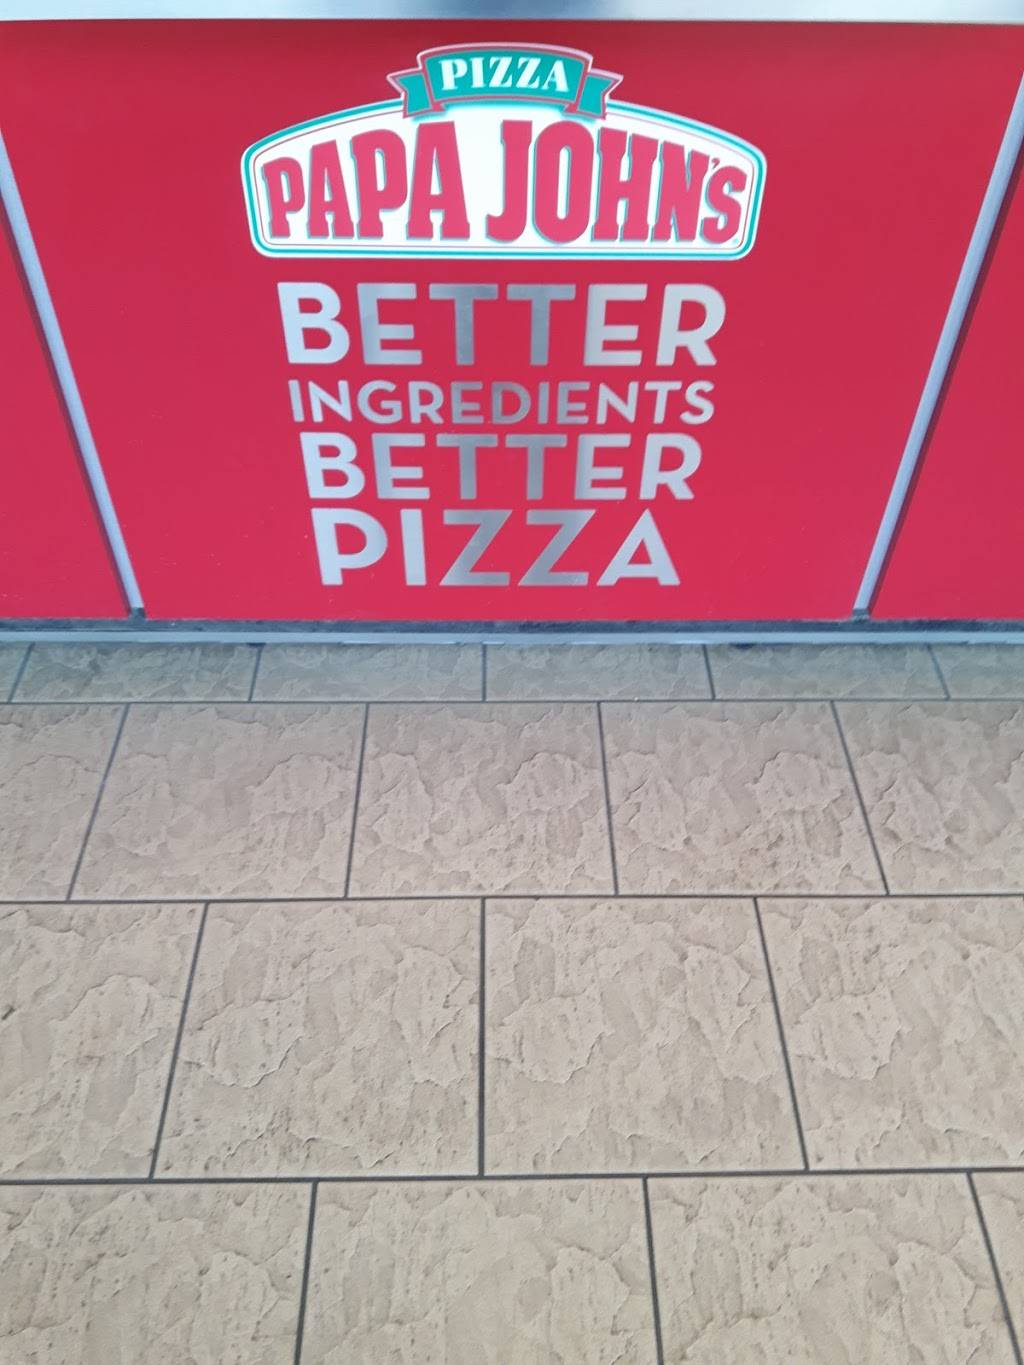 PIZZA
PAPA JOHN'S
BETTER
INGREDIENTS
BETTER
PIZZA